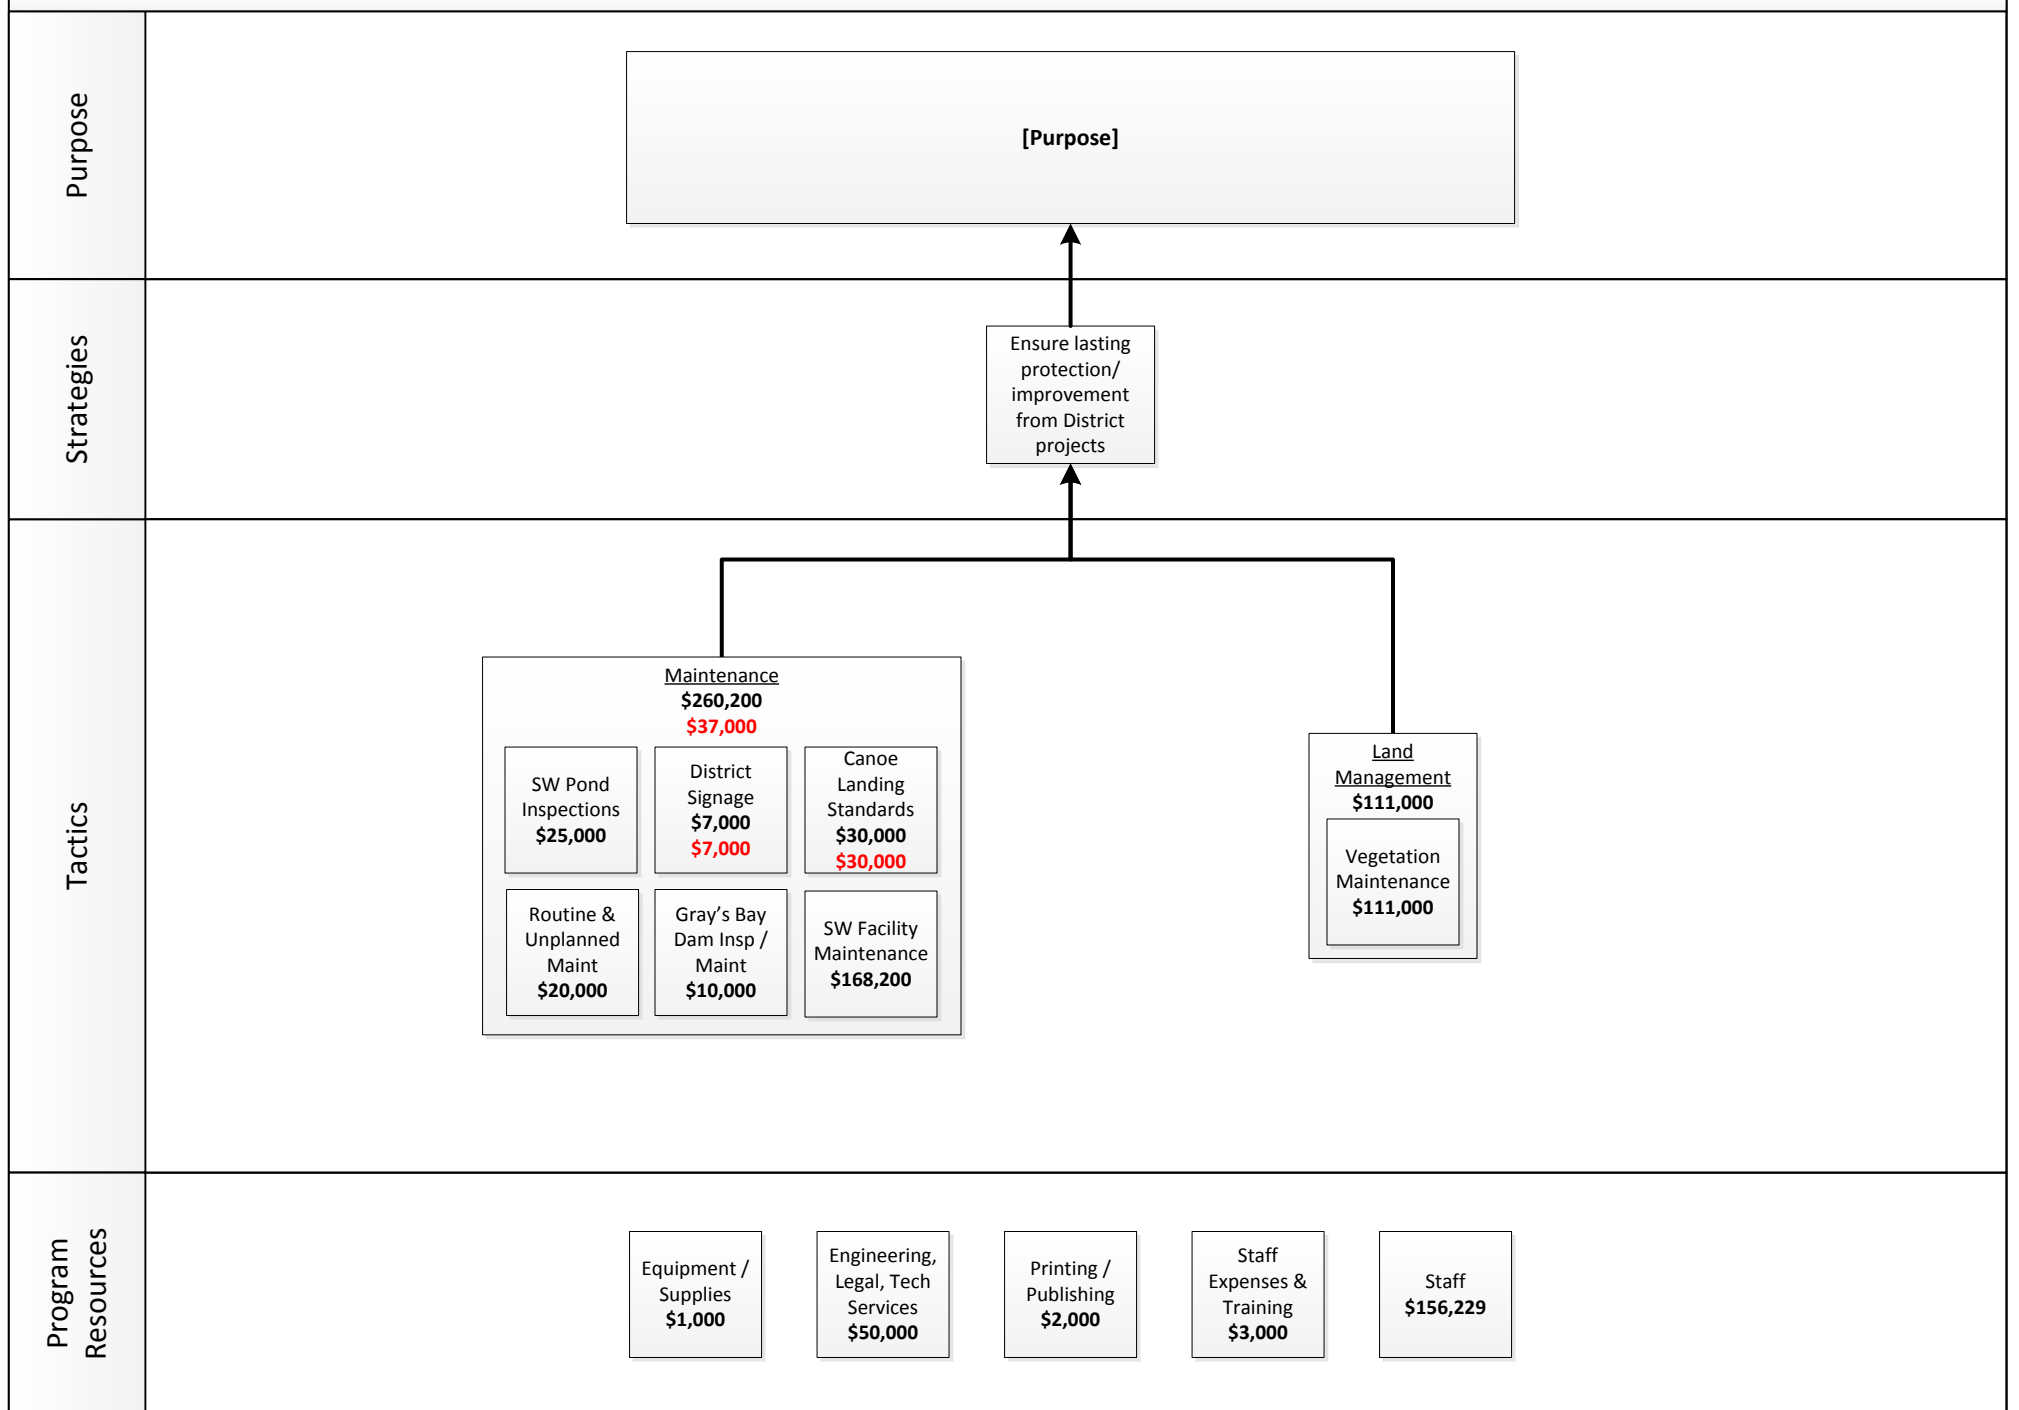 Purpose
[Purpose]
Strategies
Ensure lasting
protection/
improvement
from District
projects
Tactics
Maintenance
$260,200
$37,000
SW Pond
Inspections
$25,000
District
Signage
$7,000
$7,000
Canoe
Landing
Standards
$30,000
$30,000
Routine &
Unplanned
Maint
$20,000
Gray’s Bay
Dam Insp /
Maint
$10,000
SW Facility
Maintenance
$168,200
Land
Management
$111,000
Vegetation
Maintenance
$111,000
Program
Resources
Equipment /
Supplies
$1,000
Engineering,
Legal, Tech
Services
$50,000
Printing /
Publishing
$2,000
Staff
Expenses &
Training
$3,000
Staff
$156,229